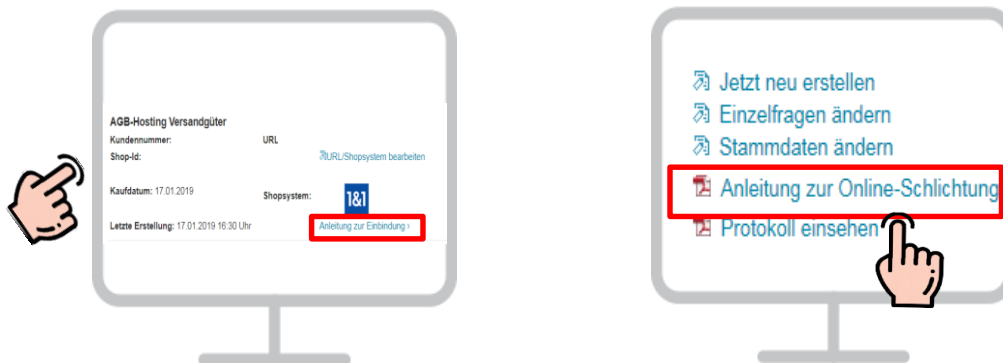 AGB-Hosting Versandgüter
Kundennummer: URL
Shop-Id: URL/Shopsystem bearbeiten
Kaufdatum: 17.01.2019 Shopsystem: 1&1
Letzte Erstellung: 17.01.2019 16:30 Uhr Anleitung zur Einbindung ›
Jetzt neu erstellen
Einzelfragen ändern
Stammdaten ändern
Anleitung zur Online-Schlichtung
Protokoll einsehen